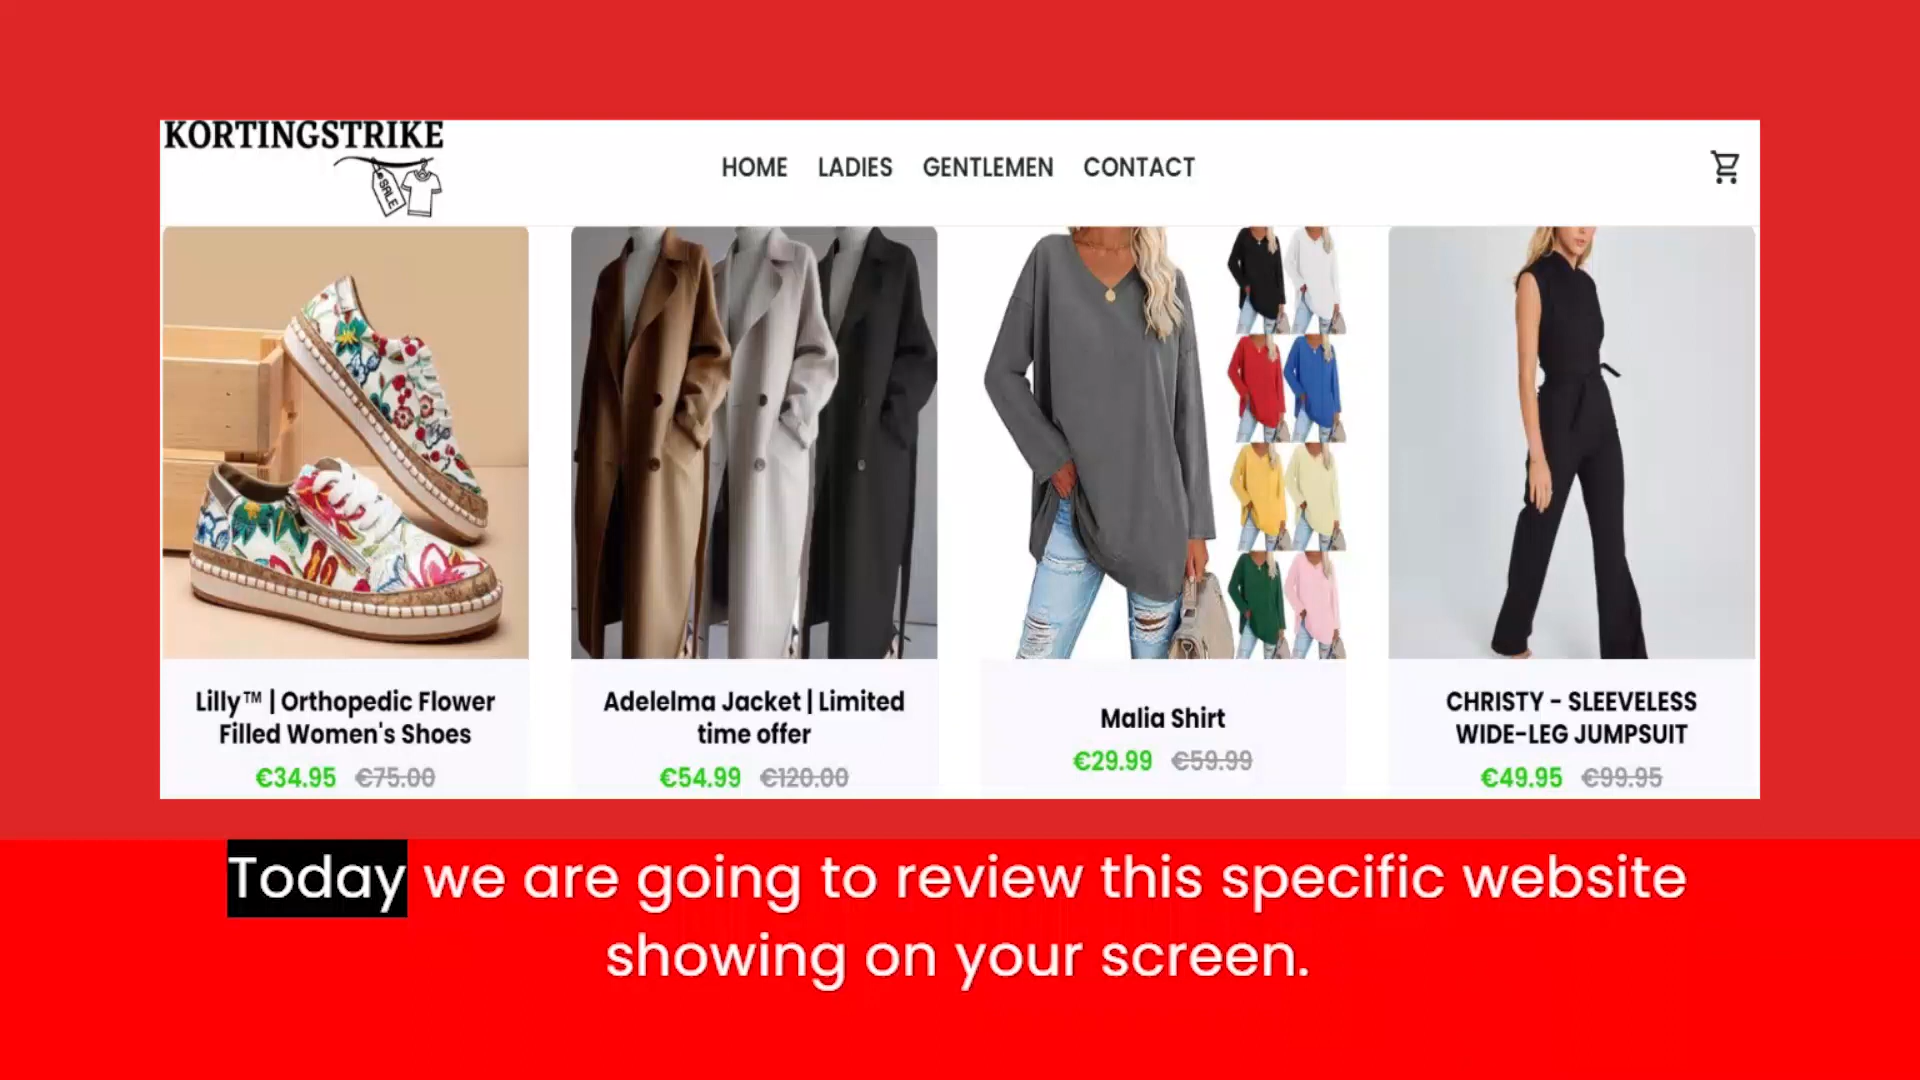 KORTINGSTRIKE
SALE
HOME LADIES GENTLEMEN CONTACT
Lilly™ | Orthopedic Flower
Filled Women's Shoes
€34.95 €75.00
Adelelma Jacket | Limited
time offer
€54.99 €120.00
Malia Shirt
€29.99 €59.99
CHRISTY - SLEEVELESS
WIDE-LEG JUMPSUIT
€49.95 €99.95
Today we are going to review this specific website
showing on your screen.